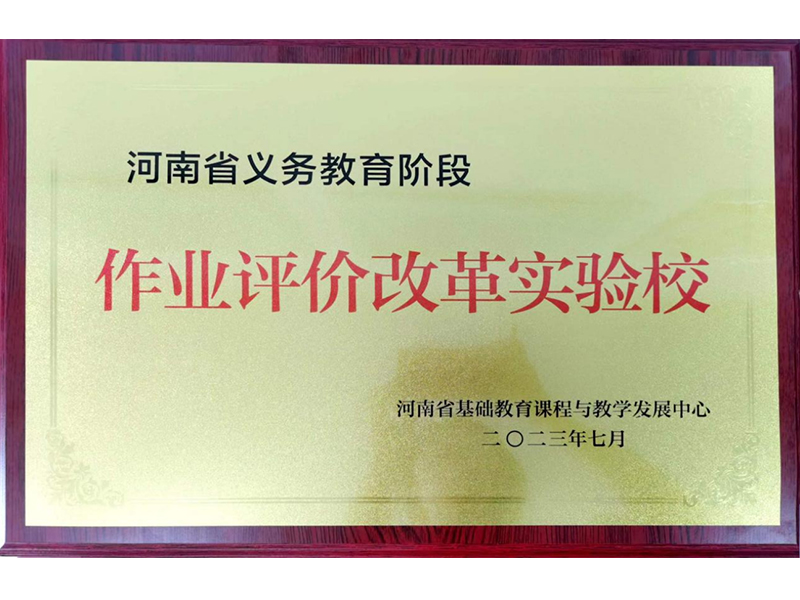 河南省义务教育阶段
作业评价改革实验校
河南省基础教育课程与教学发展中心
二〇二三年七月